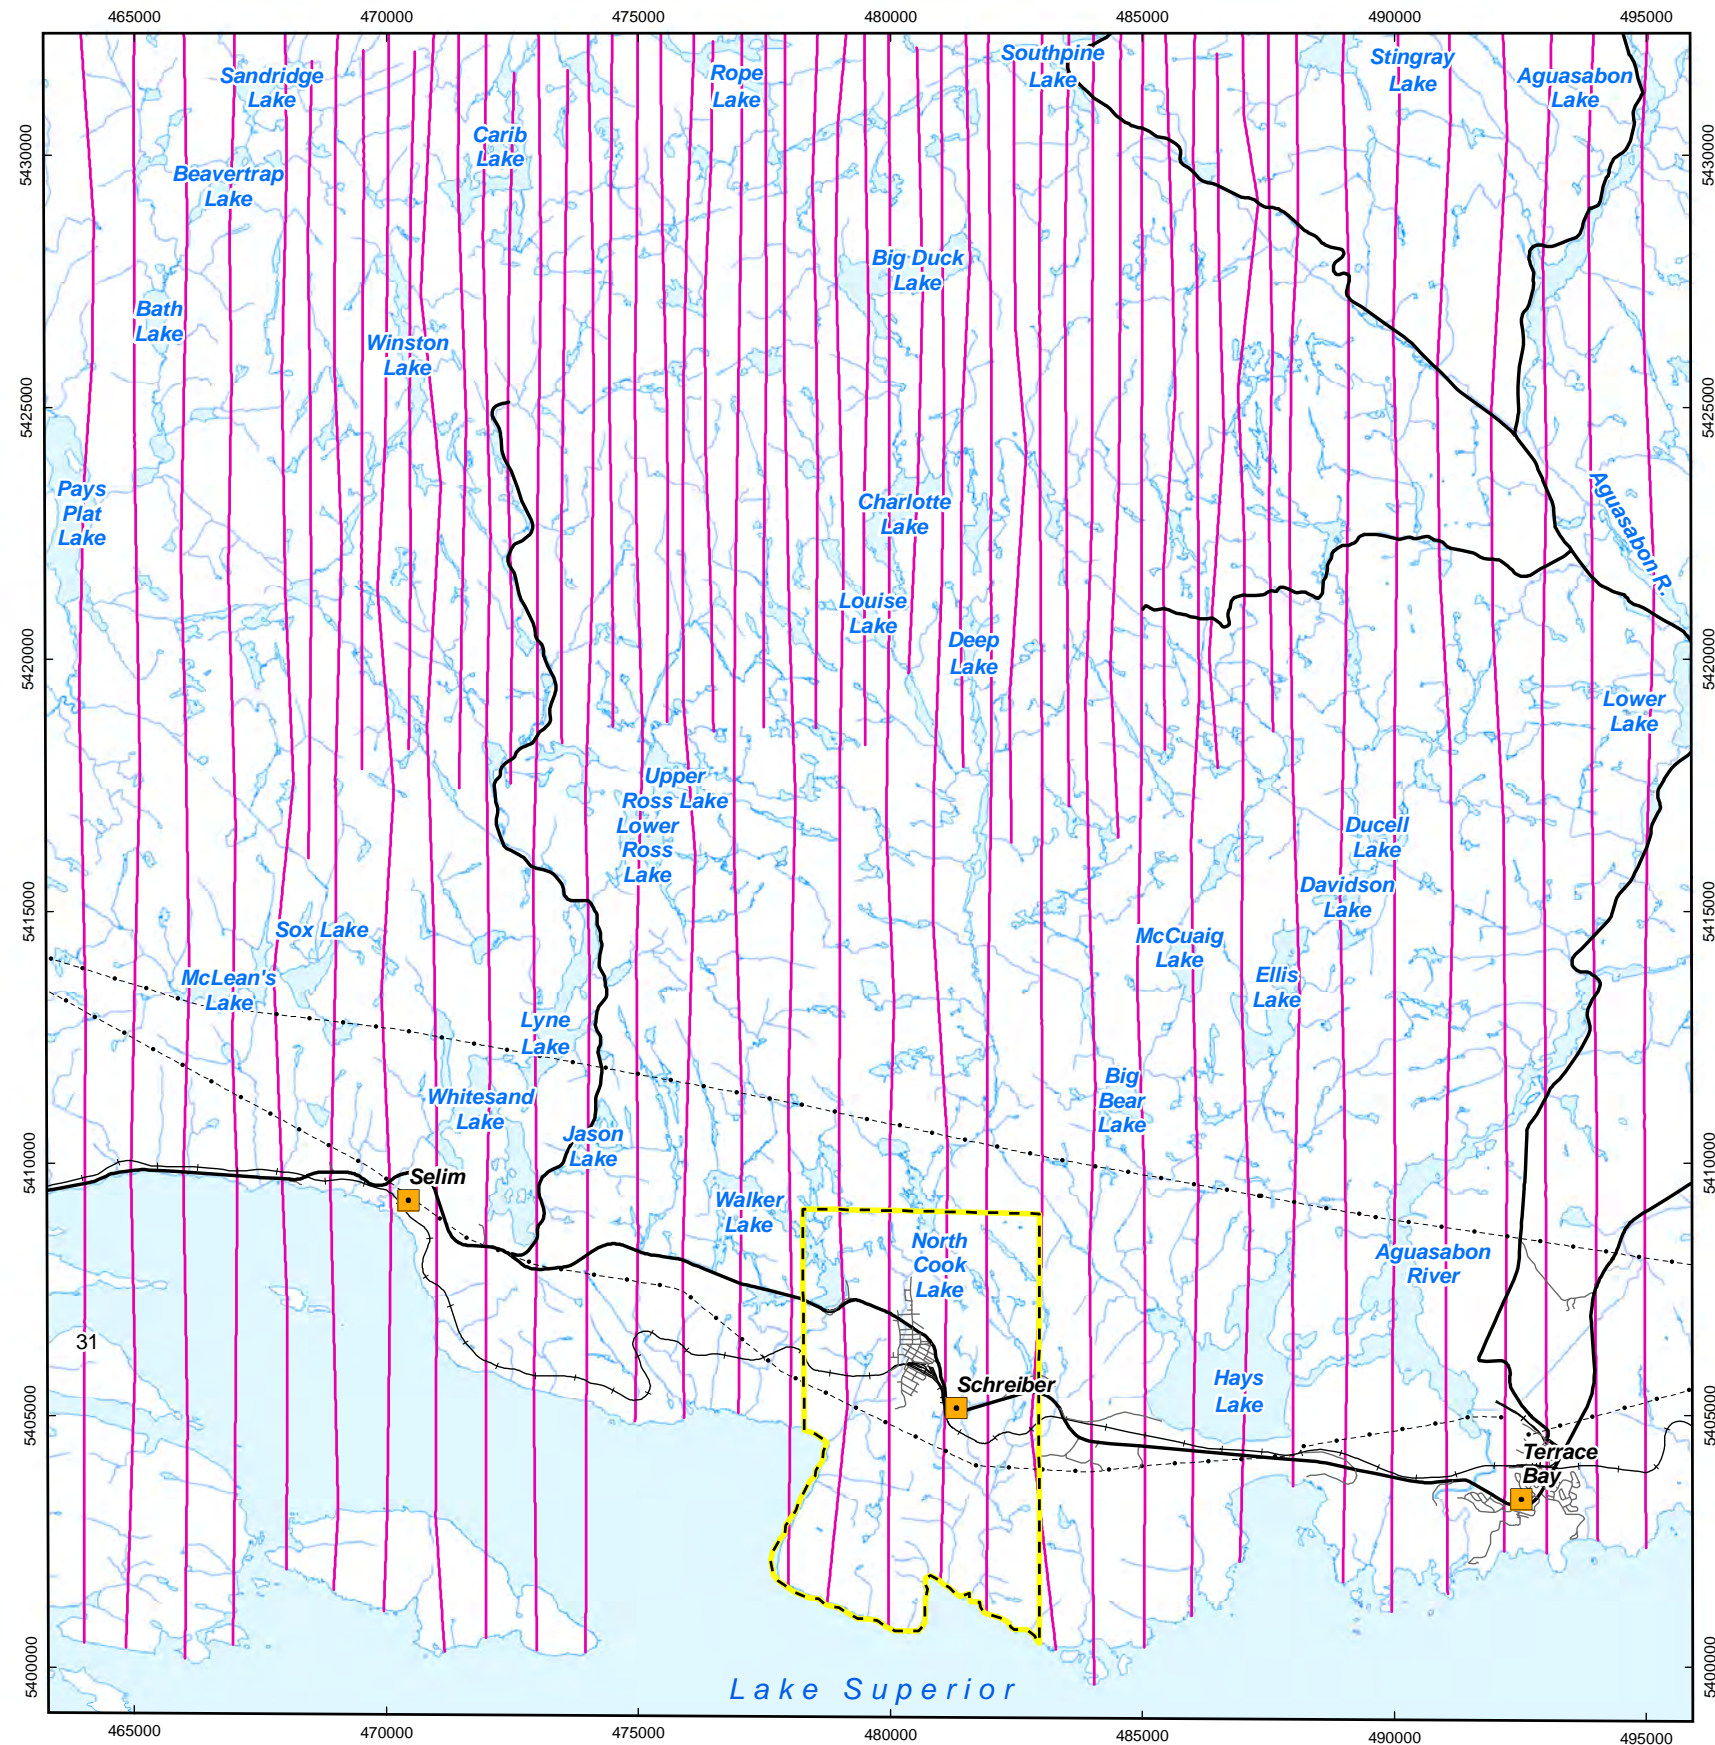 465000 470000 475000 480000 485000 490000 495000
Sandridge
Lake
Rope
Lake
Southpine
Lake
Stingray
Lake
Aguasabon
Lake
Carib
Lake
5430000
5430000
Beavertrap
Lake
Big Duck
Lake
Bath
Lake
Winston
Lake
5425000
5425000
Pays
Plat
Lake
Charlotte
Lake
Aguasabon R.
Louise
Lake
Deep
Lake
5420000
5420000
Lower
Lake
Upper
Ross Lake
Lower
Ross
Lake
Ducell
Lake
Davidson
Lake
5415000
5415000
Sox Lake
McCuaig
Lake
McLean's
Lake
Ellis
Lake
Lyne
Lake
Whitesand
Lake
Big
Bear
Lake
Jason
Lake
5410000
5410000
Selim
Walker
Lake
North
Cook
Lake
Aguasabon
River
31
Schreiber
Hays
Lake
5405000
5405000
Terrace
Bay
5400000
5400000
Lake Superior
465000 470000 475000 480000 485000 490000 495000